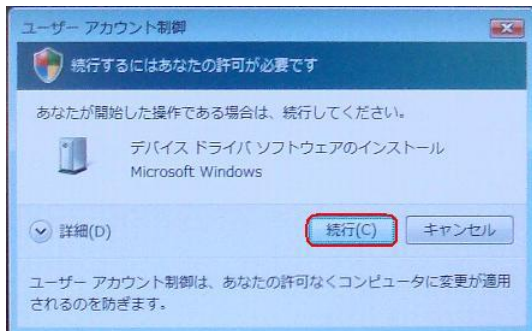 ユーザー アカウント制御
続行するにはあなたの許可が必要です
あなたが開始した操作である場合は、続行してください。
デバイス ドライバ ソフトウェアのインストール
Microsoft Windows
詳細(D)
続行(C)
キャンセル
ユーザー アカウント制御は、あなたの許可なくコンピュータに変更が適用
されるのを防ぎます。